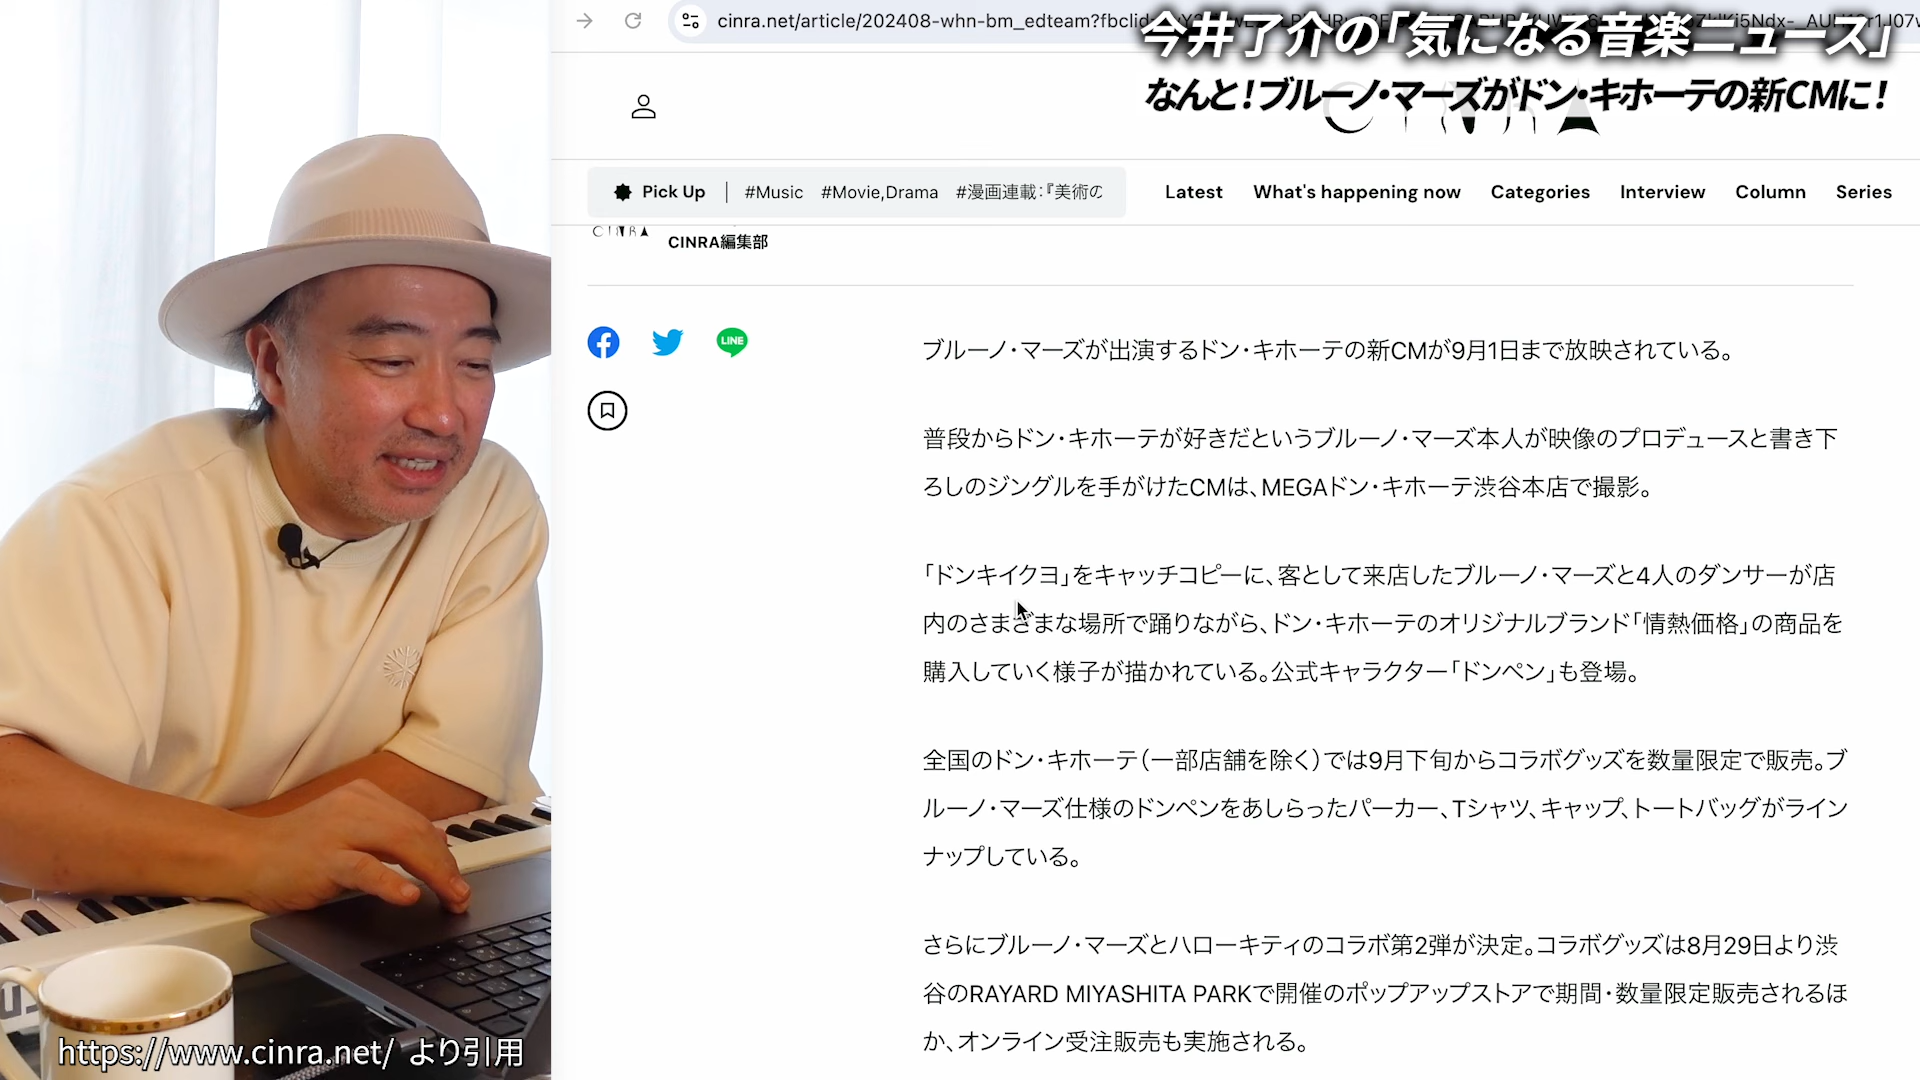 cinra.net/article/202408-whn-bm_edteam?fbclid
今井了介の「気になる音楽ニュース」
なんと！ブルーノ・マーズがドン・キホーテの新CMに！
CINRA
Pick Up | #Music #Movie,Drama #漫画連載：『美術の
Latest What's happening now Categories Interview Column Series
CINRA
CINRA編集部
LINE
ブルーノ・マーズが出演するドン・キホーテの新CMが9月1日まで放映されている。
普段からドン・キホーテが好きだというブルーノ・マーズ本人が映像のプロデュースと書き下
ろしのジングルを手がけたCMは、MEGAドン・キホーテ渋谷本店で撮影。
「ドンキイクヨ」をキャッチコピーに、客として来店したブルーノ・マーズと4人のダンサーが店
内のさまざまな場所で踊りながら、ドン・キホーテのオリジナルブランド「情熱価格」の商品を
購入していく様子が描かれている。公式キャラクター「ドンペン」も登場。
全国のドン・キホーテ（一部店舗を除く）では9月下旬からコラボグッズを数量限定で販売。ブ
ルーノ・マーズ仕様のドンペンをあしらったパーカー、Tシャツ、キャップ、トートバッグがライン
ナップしている。
さらにブルーノ・マーズとハローキティのコラボ第2弾が決定。コラボグッズは8月29日より渋
谷のRAYARD MIYASHITA PARKで開催のポップアップストアで期間・数量限定販売されるほ
か、オンライン受注販売も実施される。
https://www.cinra.net/ より引用